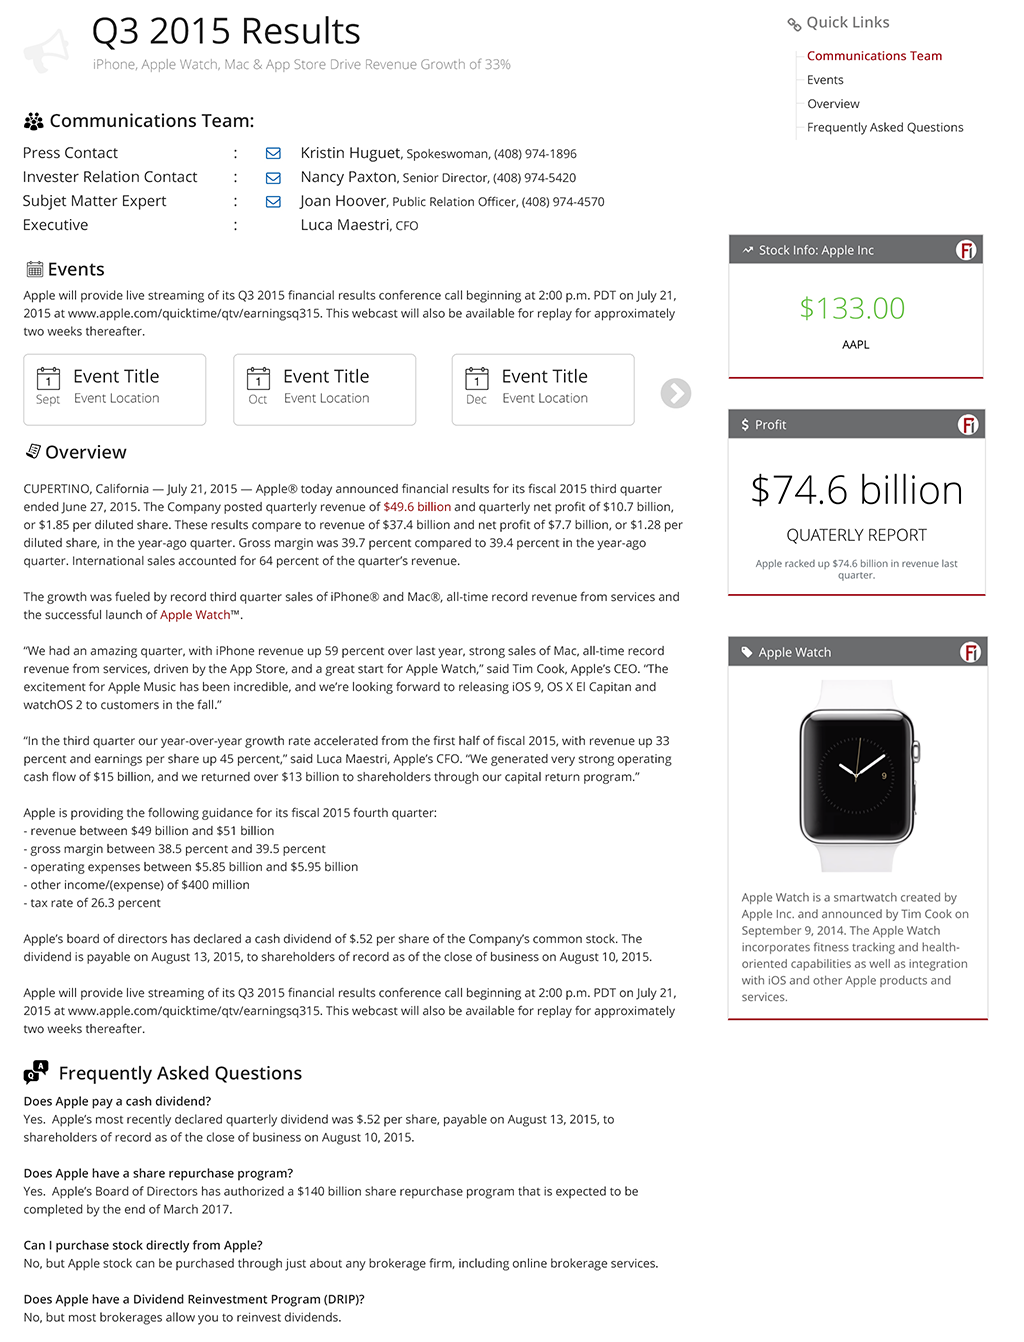 Q3 2015 Results
iPhone, Apple Watch, Mac & App Store Drive Revenue Growth of 33%
Quick Links
Communications Team
Events
Overview
Frequently Asked Questions
Communications Team:
Press Contact : Kristin Huguet, Spokeswoman, (408) 974-1896
Invester Relation Contact : Nancy Paxton, Senior Director, (408) 974-5420
Subjet Matter Expert : Joan Hoover, Public Relation Officer, (408) 974-4570
Executive : Luca Maestri, CFO
Events
Apple will provide live streaming of its Q3 2015 financial results conference call beginning at 2:00 p.m. PDT on July 21,
2015 at www.apple.com/quicktime/qtv/earningsq315. This webcast will also be available for replay for approximately
two weeks thereafter.
1 Sept Event Title
Event Location
1 Oct Event Title
Event Location
1 Dec Event Title
Event Location
Overview
CUPERTINO, California — July 21, 2015 — Apple® today announced financial results for its fiscal 2015 third quarter
ended June 27, 2015. The Company posted quarterly revenue of $49.6 billion and quarterly net profit of $10.7 billion,
or $1.85 per diluted share. These results compare to revenue of $37.4 billion and net profit of $7.7 billion, or $1.28 per
diluted share, in the year-ago quarter. Gross margin was 39.7 percent compared to 39.4 percent in the year-ago
quarter. International sales accounted for 64 percent of the quarter's revenue.
The growth was fueled by record third quarter sales of iPhone® and Mac®, all-time record revenue from services and
the successful launch of Apple Watch™.
“We had an amazing quarter, with iPhone revenue up 59 percent over last year, strong sales of Mac, all-time record
revenue from services, driven by the App Store, and a great start for Apple Watch,” said Tim Cook, Apple’s CEO. “The
excitement for Apple Music has been incredible, and we’re looking forward to releasing iOS 9, OS X El Capitan and
watchOS 2 to customers in the fall.”
“In the third quarter our year-over-year growth rate accelerated from the first half of fiscal 2015, with revenue up 33
percent and earnings per share up 45 percent,” said Luca Maestri, Apple’s CFO. “We generated very strong operating
cash flow of $15 billion, and we returned over $13 billion to shareholders through our capital return program.”
Apple is providing the following guidance for its fiscal 2015 fourth quarter:
- revenue between $49 billion and $51 billion
- gross margin between 38.5 percent and 39.5 percent
- operating expenses between $5.85 billion and $5.95 billion
- other income/(expense) of $400 million
- tax rate of 26.3 percent
Apple’s board of directors has declared a cash dividend of $.52 per share of the Company’s common stock. The
dividend is payable on August 13, 2015, to shareholders of record as of the close of business on August 10, 2015.
Apple will provide live streaming of its Q3 2015 financial results conference call beginning at 2:00 p.m. PDT on July 21,
2015 at www.apple.com/quicktime/qtv/earningsq315. This webcast will also be available for replay for approximately
two weeks thereafter.
Q A Frequently Asked Questions
Does Apple pay a cash dividend?
Yes. Apple’s most recently declared quarterly dividend was $.52 per share, payable on August 13, 2015, to
shareholders of record as of the close of business on August 10, 2015.
Does Apple have a share repurchase program?
Yes. Apple’s Board of Directors has authorized a $140 billion share repurchase program that is expected to be
completed by the end of March 2017.
Can I purchase stock directly from Apple?
No, but Apple stock can be purchased through just about any brokerage firm, including online brokerage services.
Does Apple have a Dividend Reinvestment Program (DRIP)?
No, but most brokerages allow you to reinvest dividends.
Stock Info: Apple Inc Fi
$133.00
AAPL
$ Profit Fi
$74.6 billion
QUATERLY REPORT
Apple racked up $74.6 billion in revenue last
quarter.
Apple Watch Fi
9
Apple Watch is a smartwatch created by
Apple Inc. and announced by Tim Cook on
September 9, 2014. The Apple Watch
incorporates fitness tracking and health-
oriented capabilities as well as integration
with iOS and other Apple products and
services.